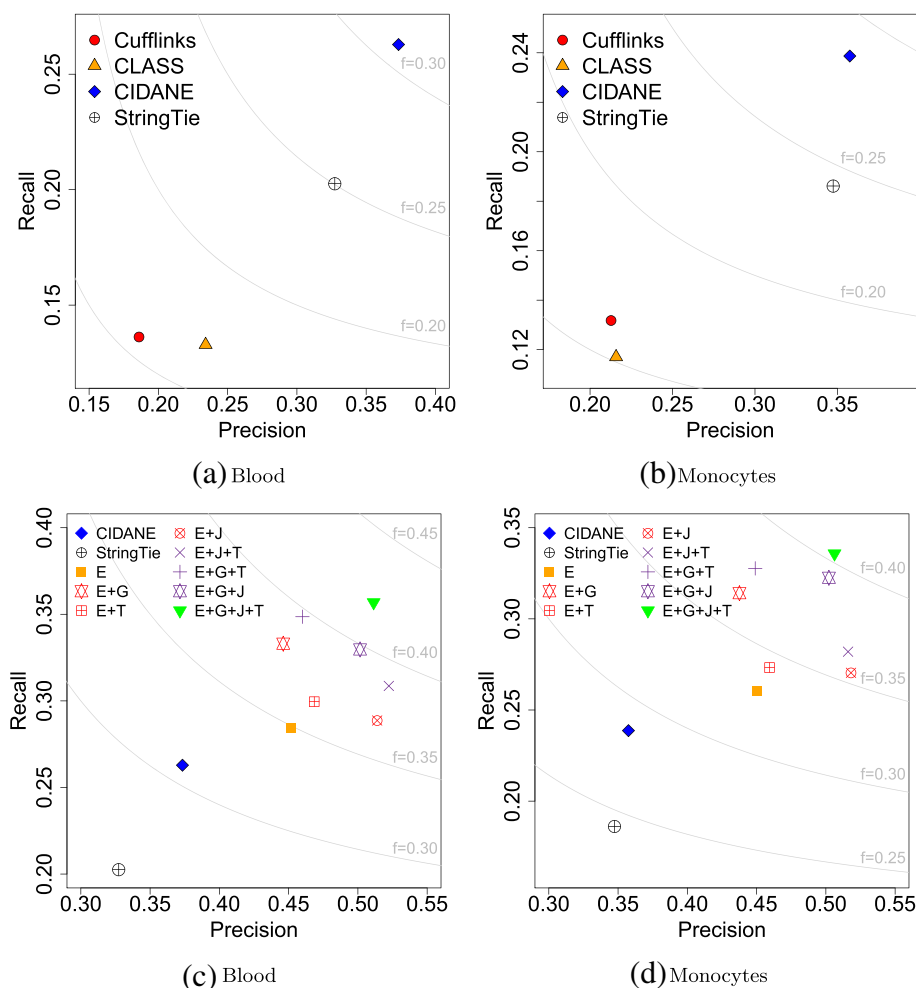 Cufflinks
CLASS
CIDANE
StringTie
f=0.30
f=0.25
f=0.20
Recall
0.25
0.20
0.15
0.15 0.20 0.25 0.30 0.35 0.40
Precision
(a) Blood
Cufflinks
CLASS
CIDANE
StringTie
f=0.25
f=0.20
Recall
0.24
0.20
0.16
0.12
0.20 0.25 0.30 0.35
Precision
(b) Monocytes
CIDANE
StringTie
E
E+G
E+T
E+J
E+J+T
E+G+T
E+G+J
E+G+J+T
f=0.45
f=0.40
f=0.35
f=0.30
Recall
0.40
0.35
0.30
0.25
0.20
0.30 0.35 0.40 0.45 0.50 0.55
Precision
(c) Blood
CIDANE
StringTie
E
E+G
E+T
E+J
E+J+T
E+G+T
E+G+J
E+G+J+T
f=0.40
f=0.35
f=0.30
f=0.25
Recall
0.35
0.30
0.25
0.20
0.30 0.35 0.40 0.45 0.50 0.55
Precision
(d) Monocytes